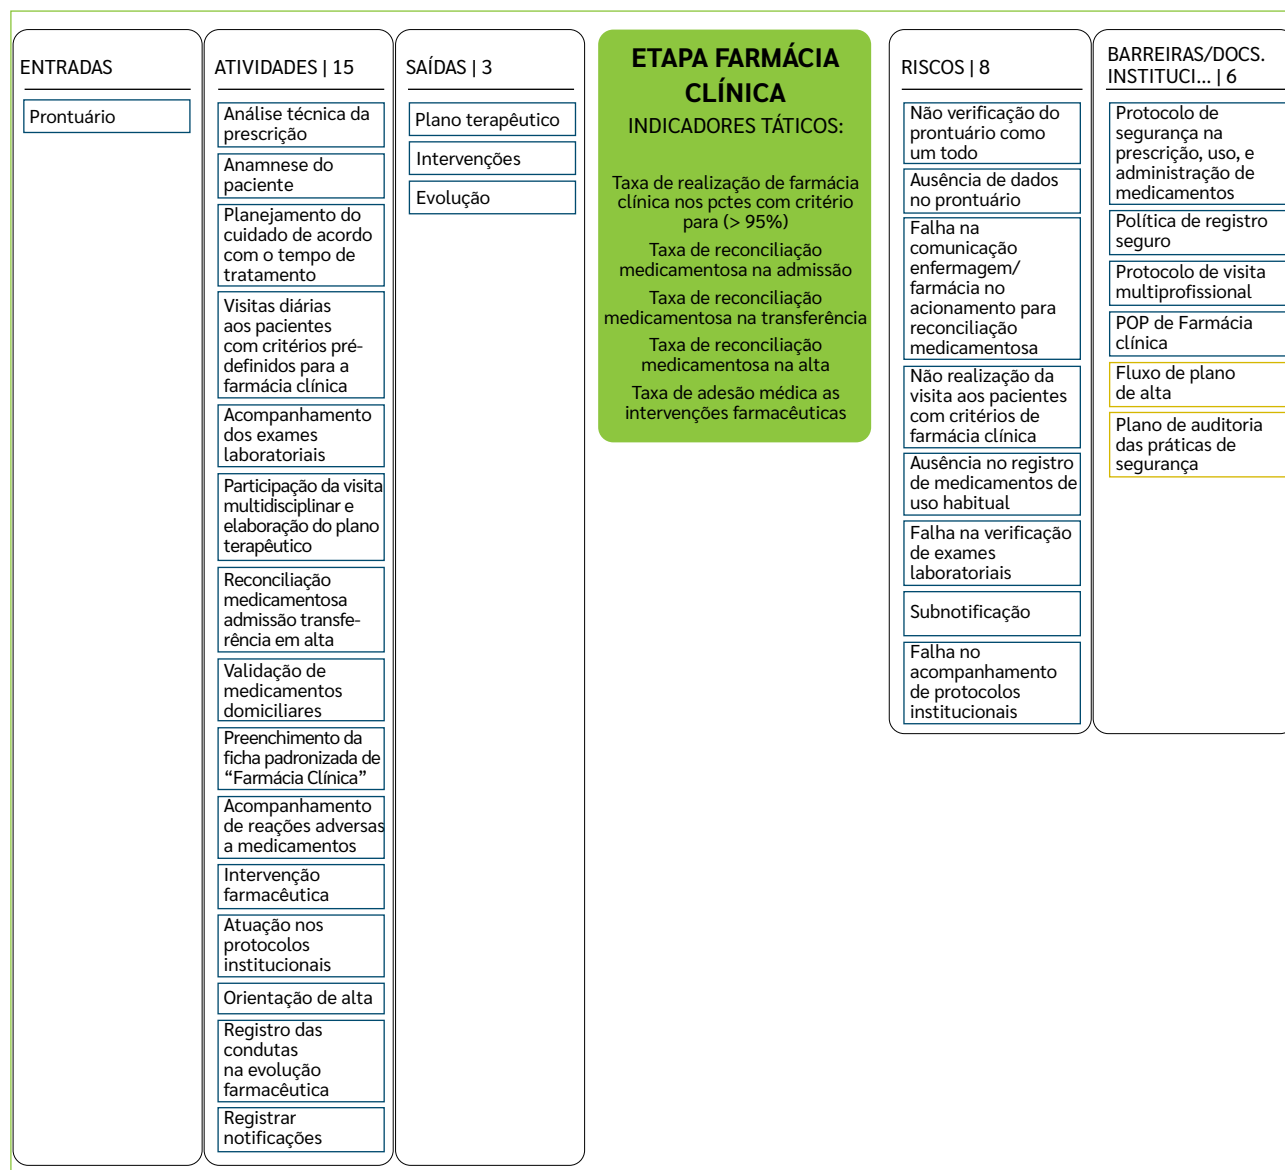 ENTRADAS
Prontuário
ATIVIDADES | 15
Análise técnica da
prescrição
Anamnese do
paciente
Planejamento do
cuidado de acordo
com o tempo de
tratamento
Visitas diárias
aos pacientes
com critérios pré-
definidos para a
farmácia clínica
Acompanhamento
dos exames
laboratoriais
Participação da visita
multidisciplinar e
elaboração do plano
terapêutico
Reconciliação
medicamentosa
admissão transfe-
rência em alta
Validação de
medicamentos
domiciliares
Preenchimento da
ficha padronizada de
“Farmácia Clínica”
Acompanhamento
de reações adversas
a medicamentos
Intervenção
farmacêutica
Atuação nos
protocolos
institucionais
Orientação de alta
Registro das
condutas
na evolução
farmacêutica
Registrar
notificações
SAÍDAS | 3
Plano terapêutico
Intervenções
Evolução
ETAPA FARMÁCIA
CLÍNICA
INDICADORES TÁTICOS:
Taxa de realização de farmácia
clínica nos pctes com critério
para (> 95%)
Taxa de reconciliação
medicamentosa na admissão
Taxa de reconciliação
medicamentosa na transferência
Taxa de reconciliação
medicamentosa na alta
Taxa de adesão médica as
intervenções farmacêuticas
RISCOS | 8
Não verificação do
prontuário como
um todo
Ausência de dados
no prontuário
Falha na
comunicação
enfermagem/
farmácia no
acionamento para
reconciliação
medicamentosa
Não realização da
visita aos pacientes
com critérios de
farmácia clínica
Ausência no registro
de medicamentos de
uso habitual
Falha na verificação
de exames
laboratoriais
Subnotificação
Falha no
acompanhamento
de protocolos
institucionais
BARREIRAS/DOCS.
INSTITUCI... | 6
Protocolo de
segurança na
prescrição, uso, e
administração de
medicamentos
Política de registro
seguro
Protocolo de visita
multiprofissional
POP de Farmácia
clínica
Fluxo de plano
de alta
Plano de auditoria
das práticas de
segurança